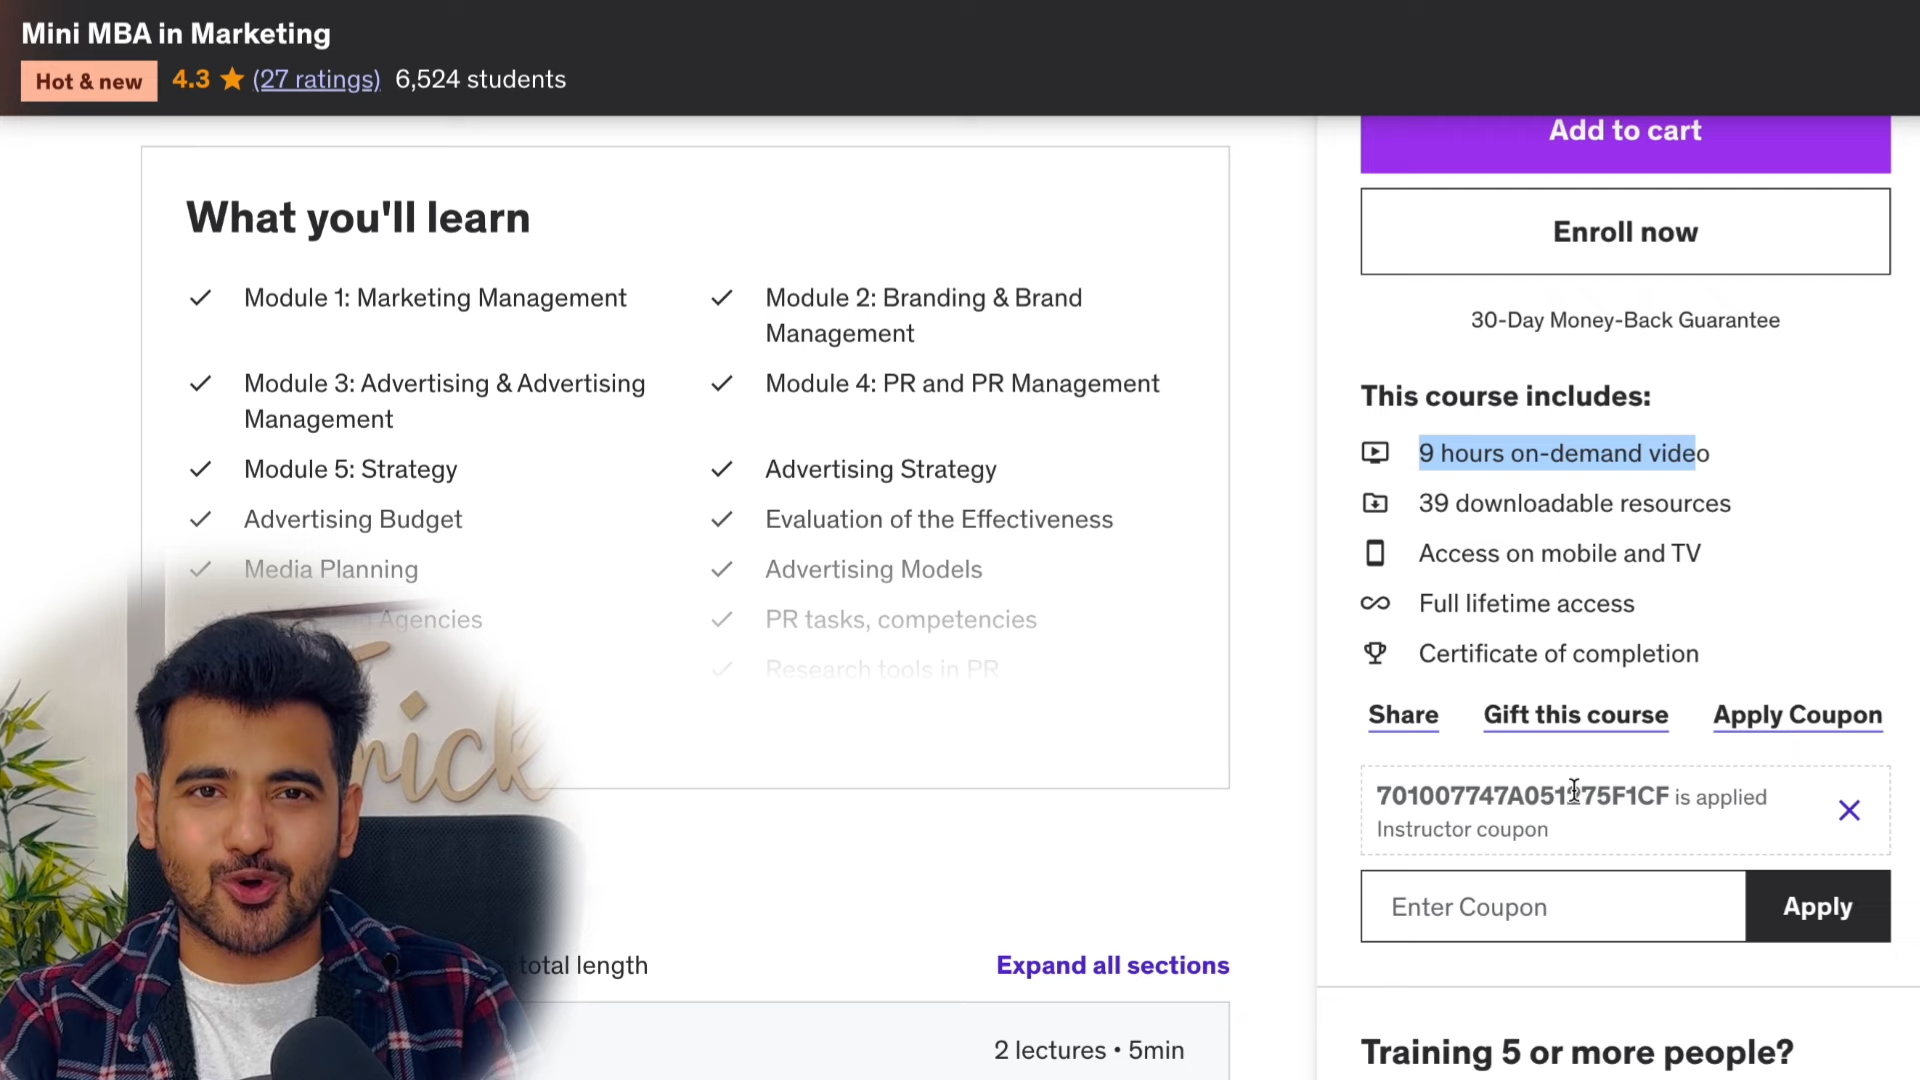 Mini MBA in Marketing
Hot & new 4.3 (27 ratings) 6,524 students
What you'll learn
Module 1: Marketing Management
Module 2: Branding & Brand
Management
Module 3: Advertising & Advertising
Management
Module 4: PR and PR Management
Module 5: Strategy
Advertising Strategy
Advertising Budget
Evaluation of the Effectiveness
Media Planning
Advertising Models
Agencies
PR tasks, competencies
Research tools in PR
total length
Expand all sections
2 lectures • 5min
Add to cart
Enroll now
30-Day Money-Back Guarantee
This course includes:
9 hours on-demand video
39 downloadable resources
Access on mobile and TV
Full lifetime access
Certificate of completion
Share Gift this course Apply Coupon
is applied
Instructor coupon
Enter Coupon Apply
Training 5 or more people?